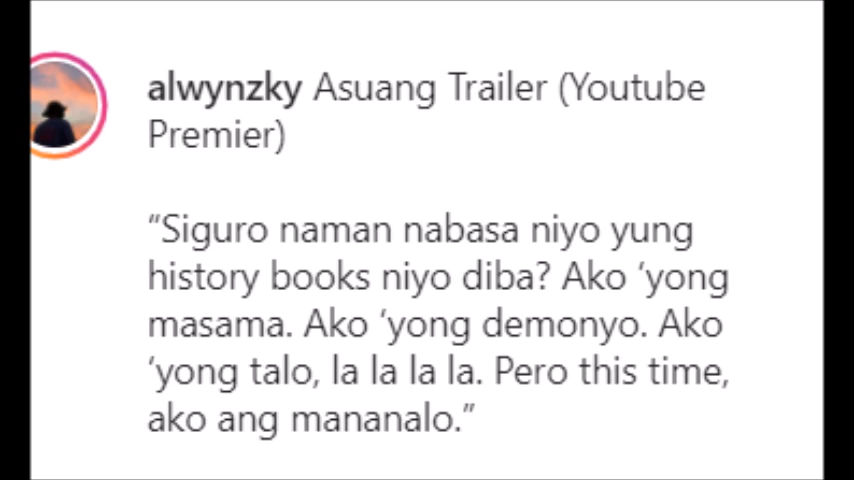 alwynzky Asuang Trailer (Youtube
Premier)
“Siguro naman nabasa niyo yung
history books niyo diba? Ako ‘yong
masama. Ako ‘yong demonyo. Ako
‘yong talo, la la la la. Pero this time,
ako ang mananalo.”